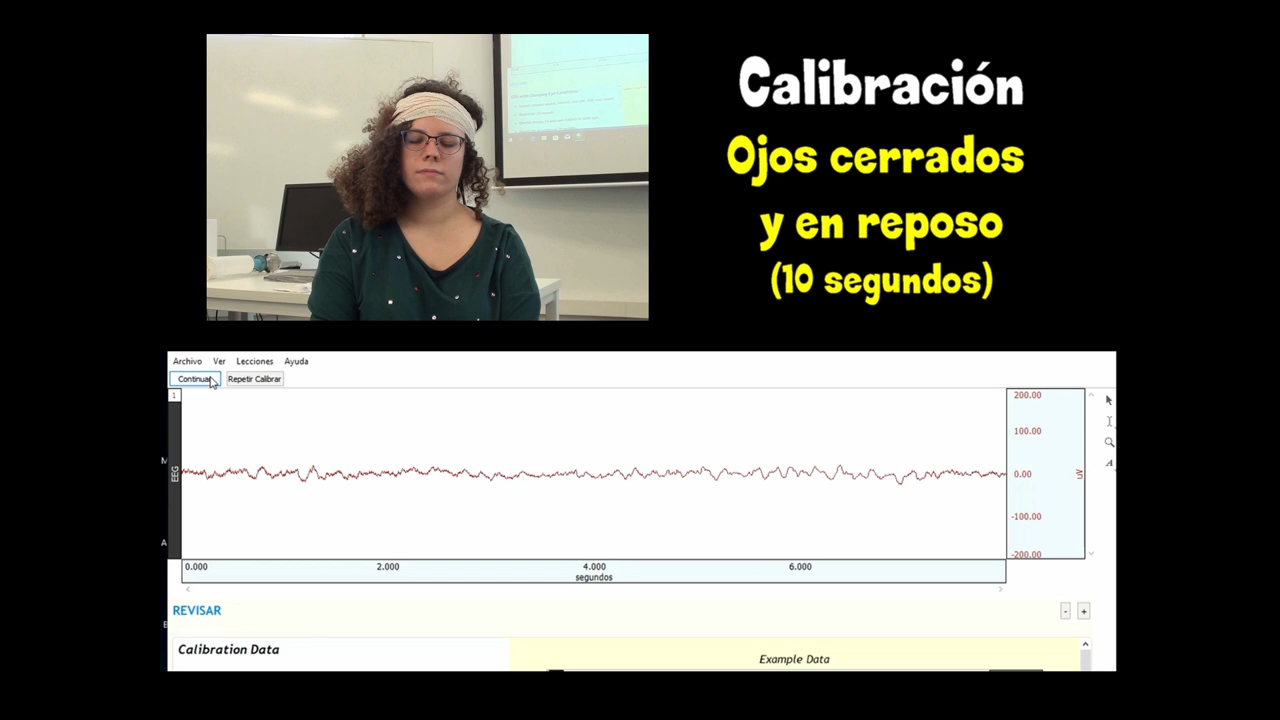 Calibración
Ojos cerrados
y en reposo
(10 segundos)
Archivo Ver Lecciones Ayuda
Continuar Repetir Calibrar
1
EEG
200.00
100.00
0.00
-100.00
-200.00
uV
0.000 2.000 4.000 6.000
segundos
REVISAR
- +
Calibration Data
Example Data